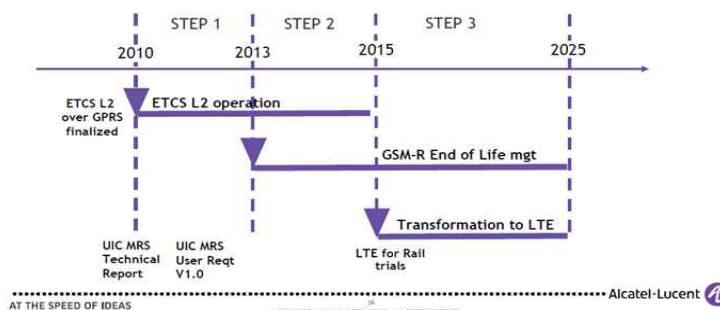 STEP 1 STEP 2 STEP 3
2010 2013 2015 2025
ETCS L2
over GPRS
finalized
ETCS L2 operation
GSM-R End of Life mgt
Transformation to LTE
UIC MRS
Technical
Report
UIC MRS
User Reqt
V1.0
LTE for Rail
trials
Alcatel·Lucent
AT THE SPEED OF IDEAS